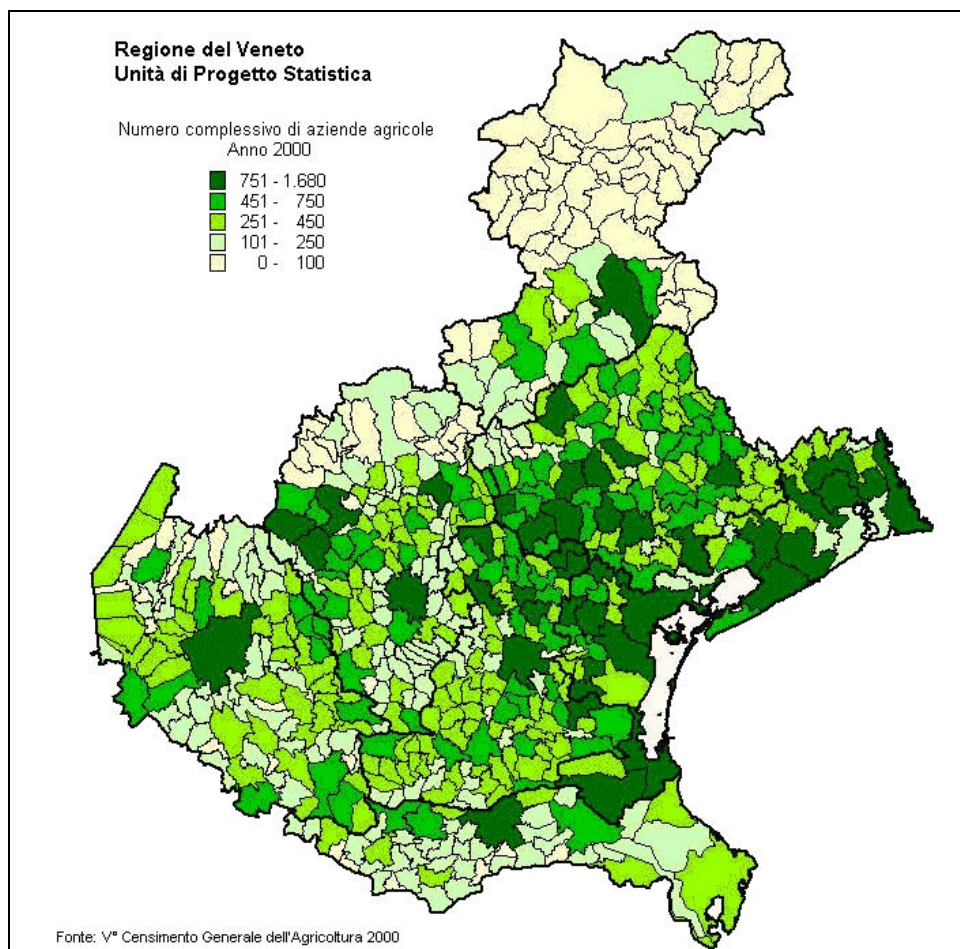 Regione del Veneto
Unità di Progetto Statistica
Numero complessivo di aziende agricole
Anno 2000
751 - 1.680
451 - 750
251 - 450
101 - 250
0 - 100
Fonte: V° Censimento Generale dell'Agricoltura 2000